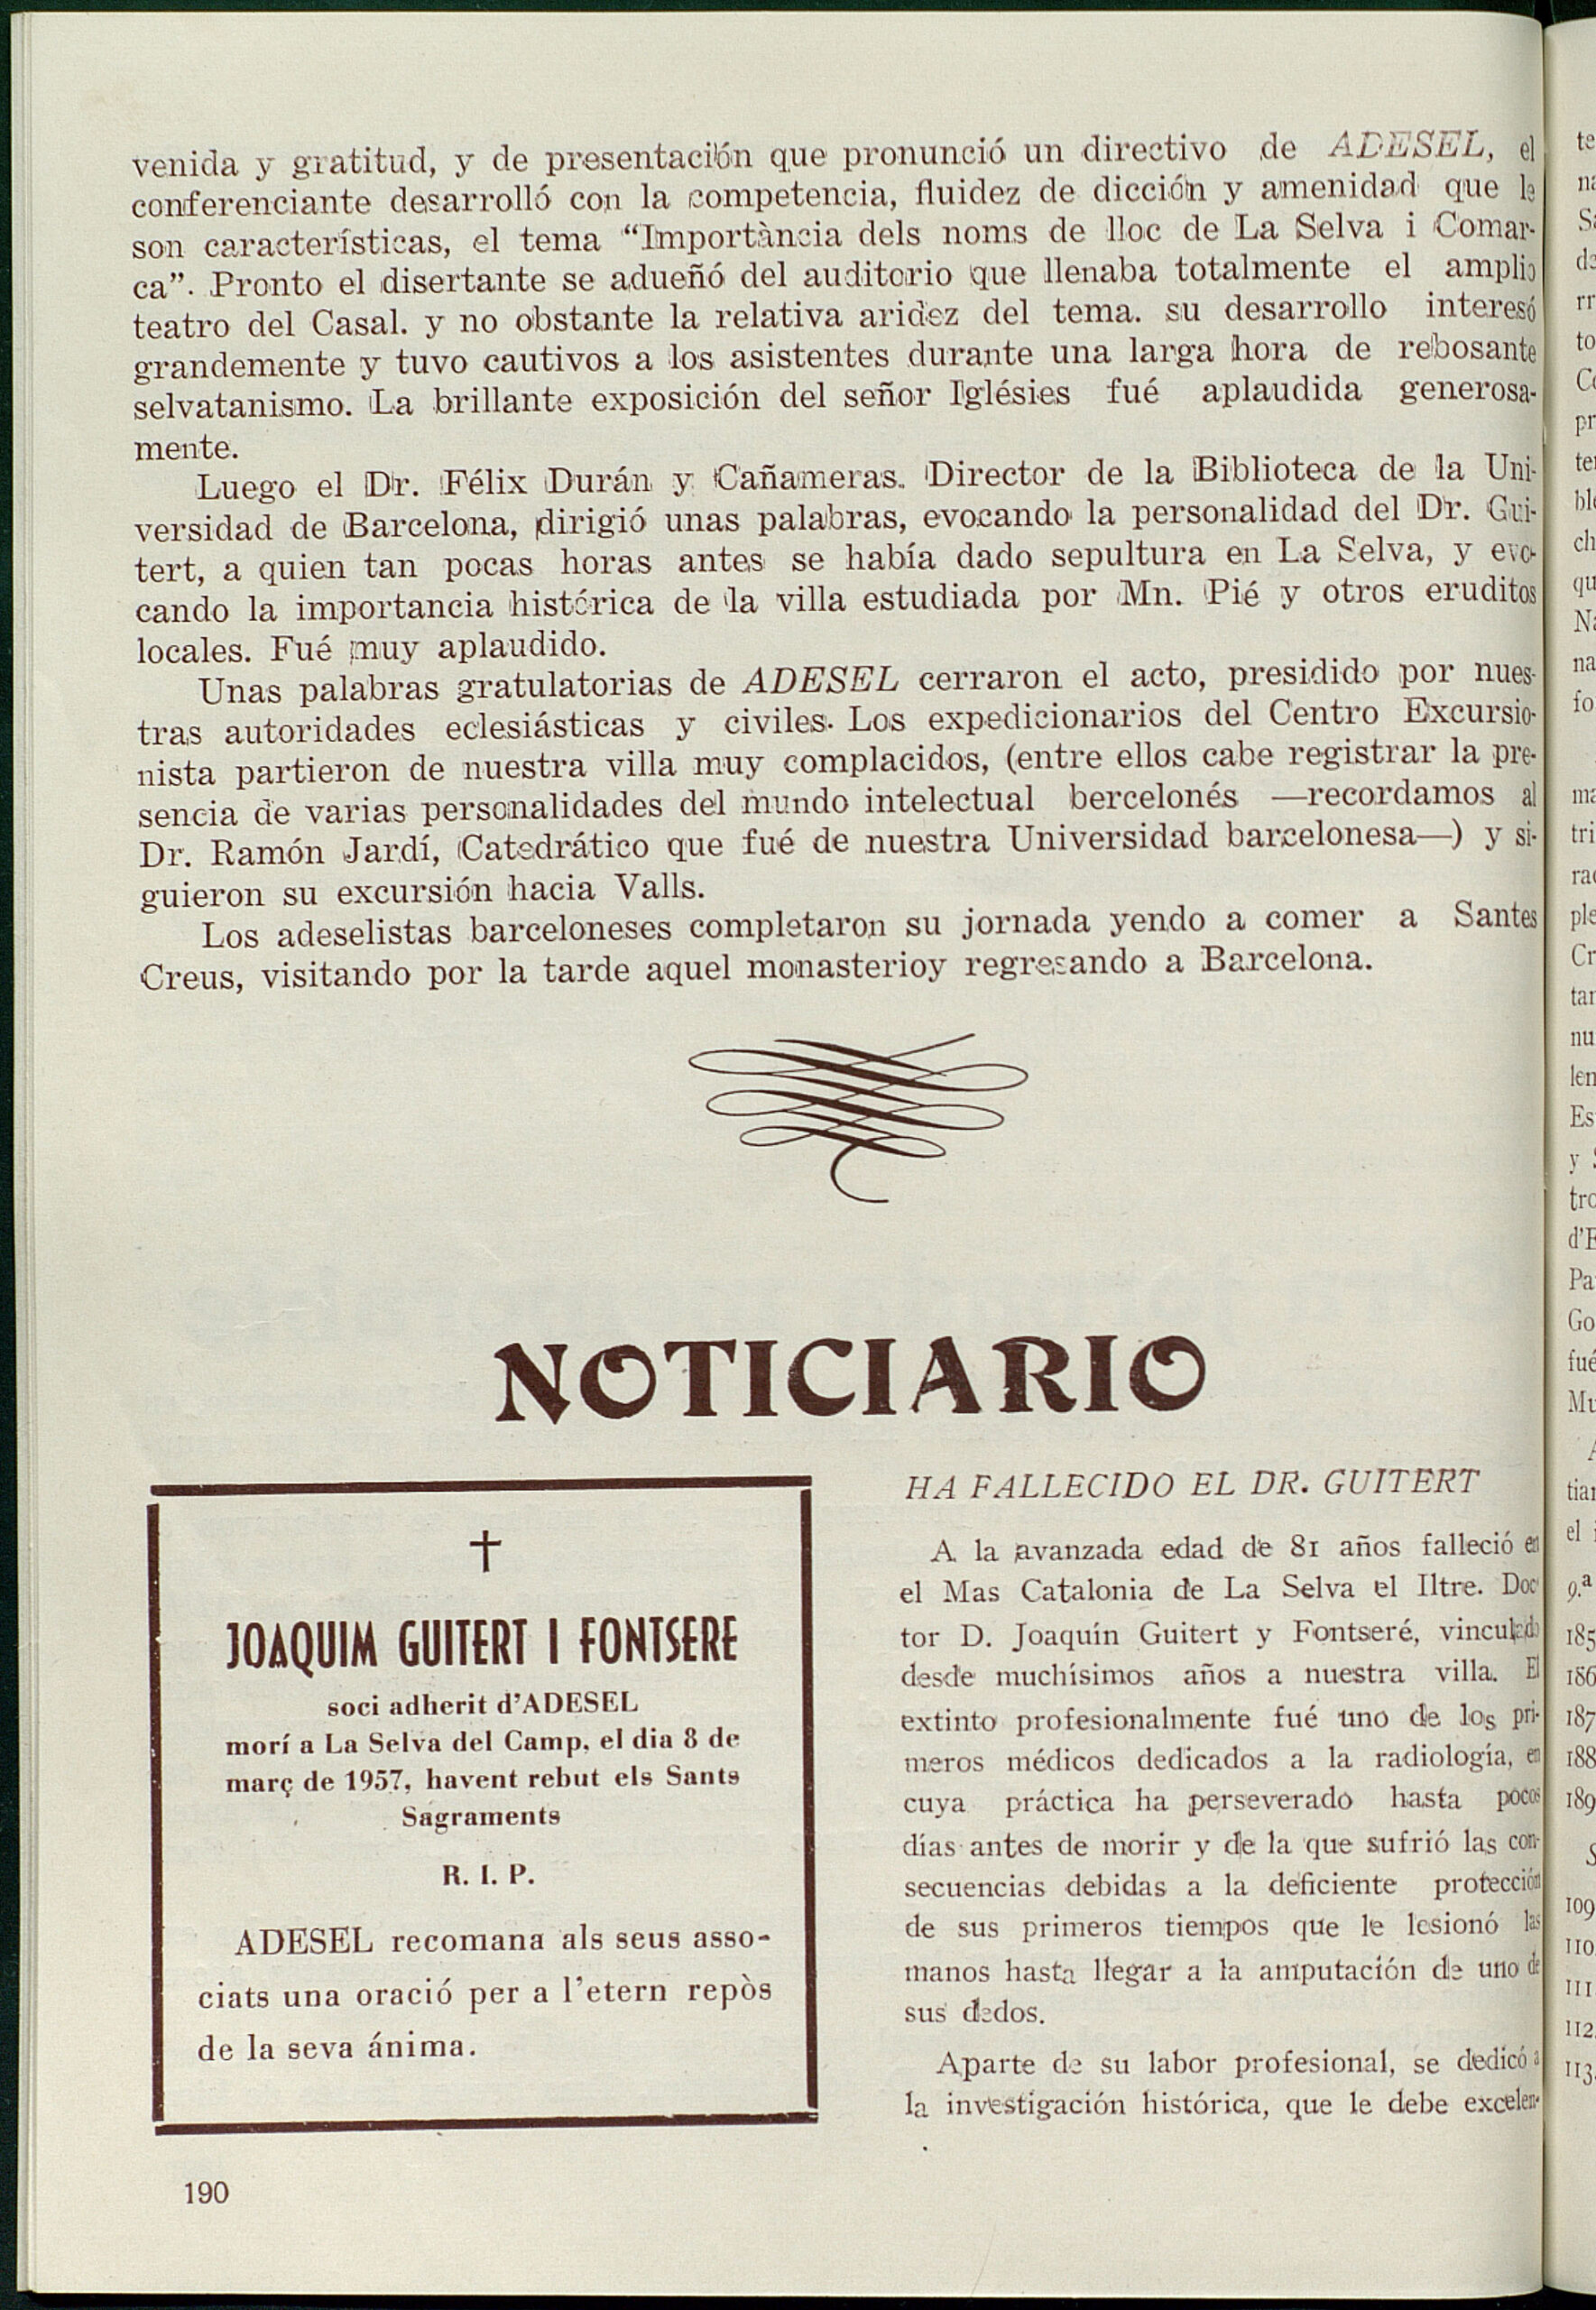 venida y gratitud, y de presentación que pronunció un directivo de ADESEL, el
conferenciante desarrolló con la competencia, fluidez de dicción y amenidad que le
son características, el tema “Importància dels noms de lloc de La Selva i Comar-
ca”. Pronto el disertante se adueñó del auditorio que llenaba totalmente el amplio
teatro del Casal. y no obstante la relativa aridez del tema. su desarrollo interesó
grandemente y tuvo cautivos a los asistentes durante una larga hora de rebosante
selvatanismo. La brillante exposición del señor Iglésies fué aplaudida generosa-
mente.
Luego el Dr. Félix Durán y Cañameras. Director de la Biblioteca de la Uni-
versidad de Barcelona, dirigió unas palabras, evocando la personalidad del Dr. Gui-
tert, a quien tan pocas horas antes se había dado sepultura en La Selva, y evo-
cando la importancia histórica de la villa estudiada por Mn. Pié y otros eruditos
locales. Fué muy aplaudido.
Unas palabras gratulatorias de ADESEL cerraron el acto, presidido por nues-
tras autoridades eclesiásticas y civiles. Los expedicionarios del Centro Excursio-
nista partieron de nuestra villa muy complacidos, (entre ellos cabe registrar la pre-
sencia de varias personalidades del mundo intelectual bercelonés —recordamos al
Dr. Ramón Jardí, Catedrático que fué de nuestra Universidad barcelonesa—) y si-
guieron su excursión hacia Valls.
Los adeselistas barceloneses completaron su jornada yendo a comer a Santes
Creus, visitando por la tarde aquel monasterioy regresando a Barcelona.
NOTICIARIO
JOAQUIM GUITERT I FONTSERE
soci adherit d’ADESEL
morí a La Selva del Camp, el dia 8 de
març de 1957, havent rebut els Sants
Sagraments
R. I. P.
ADESEL recomana als seus asso-
ciats una oració per a l’etern repòs
de la seva ánima.
HA FALLECIDO EL DR. GUITERT
A la avanzada edad de 81 años falleció en
el Mas Catalonia de La Selva el Iltre. Doc-
tor D. Joaquín Guitert y Fontseré, vinculado
desde muchísimos años a nuestra villa. El
extinto profesionalmente fué uno de los pri-
meros médicos dedicados a la radiología, en
cuya práctica ha perseverado hasta pocos
días antes de morir y de la que sufrió las con-
secuencias debidas a la deficiente protección
de sus primeros tiempos que le lesionó las
manos hasta llegar a la amputación de uno de
sus dedos.
Aparte de su labor profesional, se dedicó a
la investigación histórica, que le debe excelen-
190